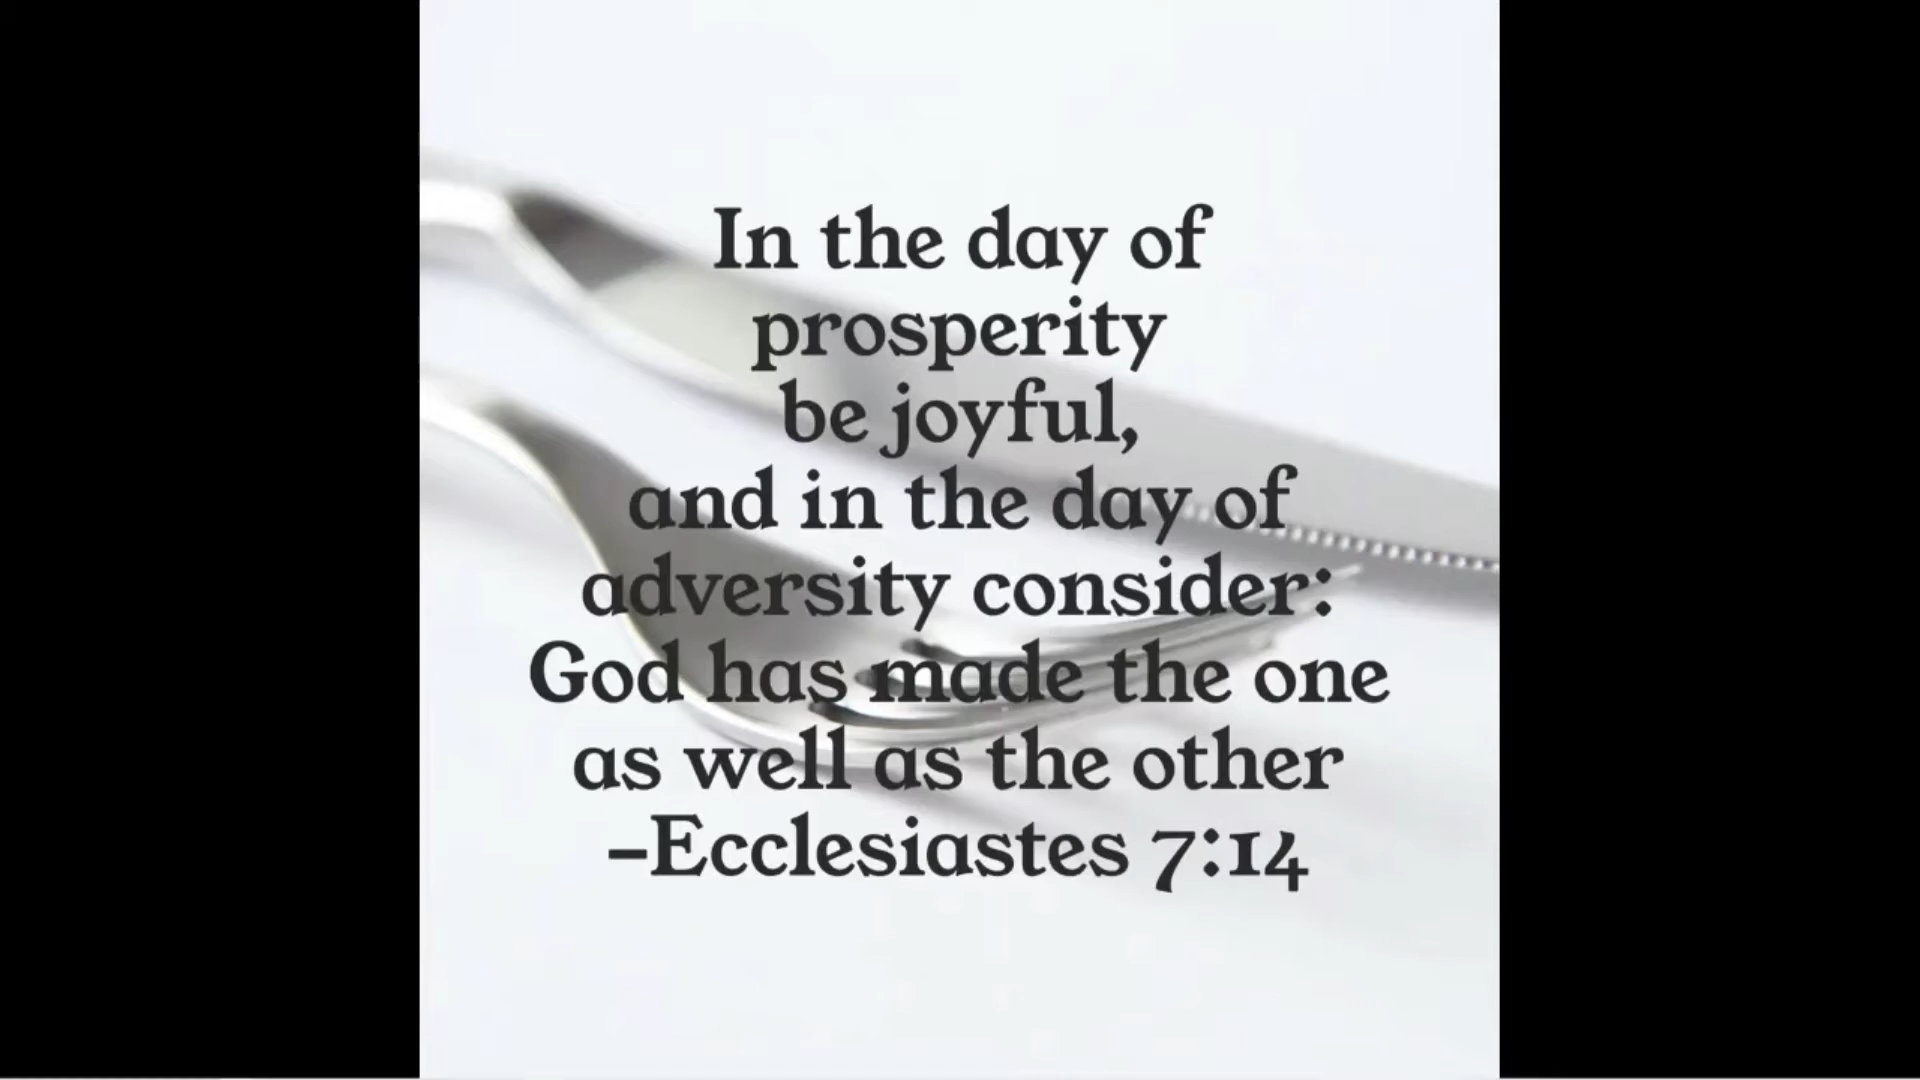 In the day of
prosperity
be joyful,
and in the day of
adversity consider:
God has made the one
as well as the other
–Ecclesiastes 7:14